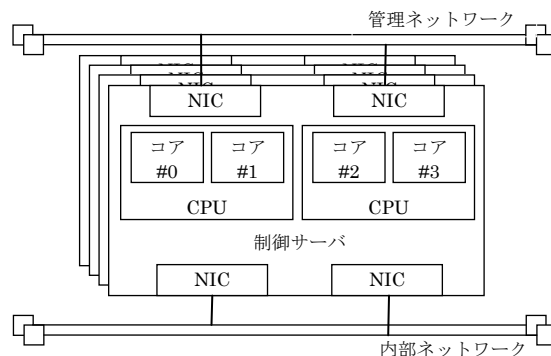 管理ネットワーク
NIC NIC
コア コア コア コア
#0 #1 #2 #3
CPU CPU
制御サーバ
NIC NIC
内部ネットワーク